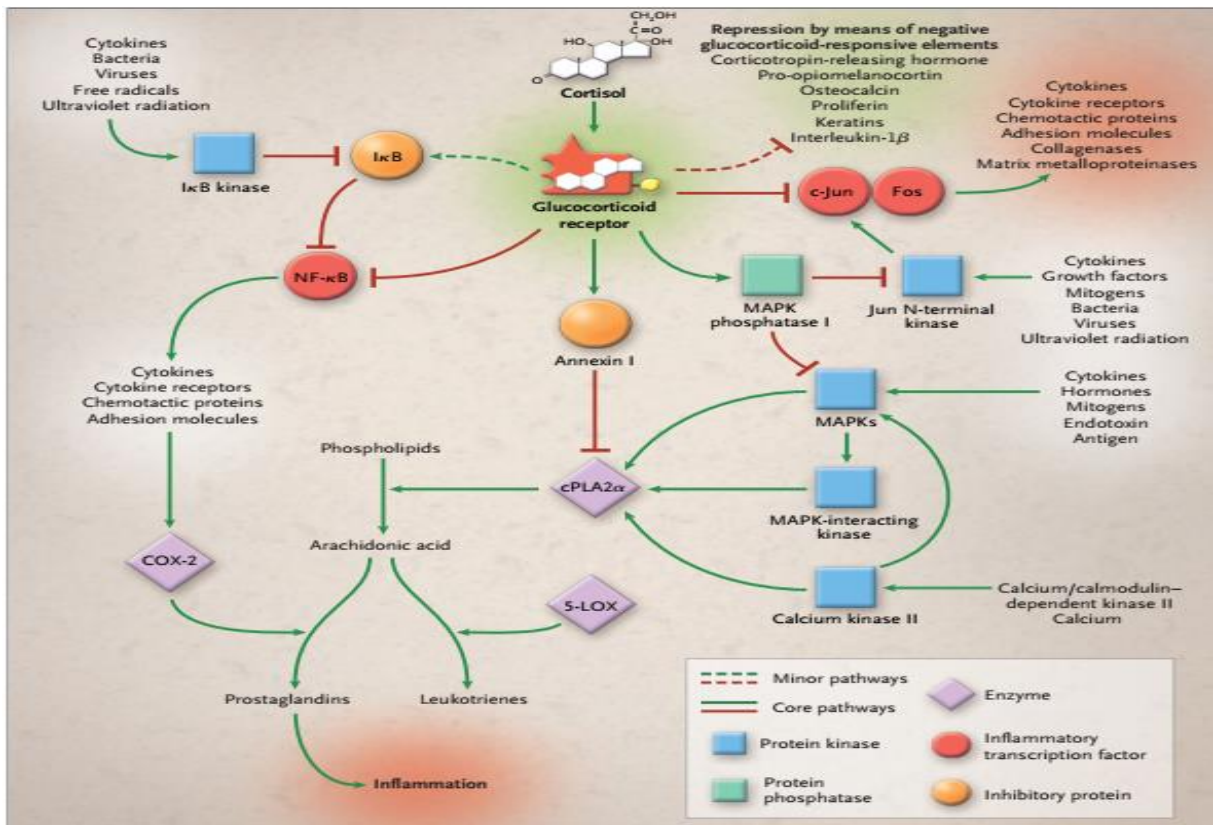 Cytokines
Bacteria
Viruses
Free radicals
Ultraviolet radiation
IκB kinase
IκB
CH₂OH
C=O
HO
OH
O
Cortisol
Glucocorticoid
receptor
Repression by means of negative
glucocorticoid-responsive elements
Corticotropin-releasing hormone
Pro-opiomelanocortin
Osteocalcin
Proliferin
Keratins
Interleukin-1β
Cytokines
Cytokine receptors
Chemotactic proteins
Adhesion molecules
Collagenases
Matrix metalloproteinases
c-Jun
Fos
NF-κB
Annexin I
MAPK
phosphatase I
Jun N-terminal
kinase
Cytokines
Growth factors
Mitogens
Bacteria
Viruses
Ultraviolet radiation
Cytokines
Cytokine receptors
Chemotactic proteins
Adhesion molecules
MAPKs
Cytokines
Hormones
Mitogens
Endotoxin
Antigen
Phospholipids
cPLA2α
MAPK-interacting
kinase
Arachidonic acid
COX-2
5-LOX
Calcium kinase II
Calcium/calmodulin–
dependent kinase II
Calcium
Prostaglandins
Leukotrienes
Inflammation
Minor pathways
Core pathways
Protein kinase
Protein
phosphatase
Enzyme
Inflammatory
transcription factor
Inhibitory protein